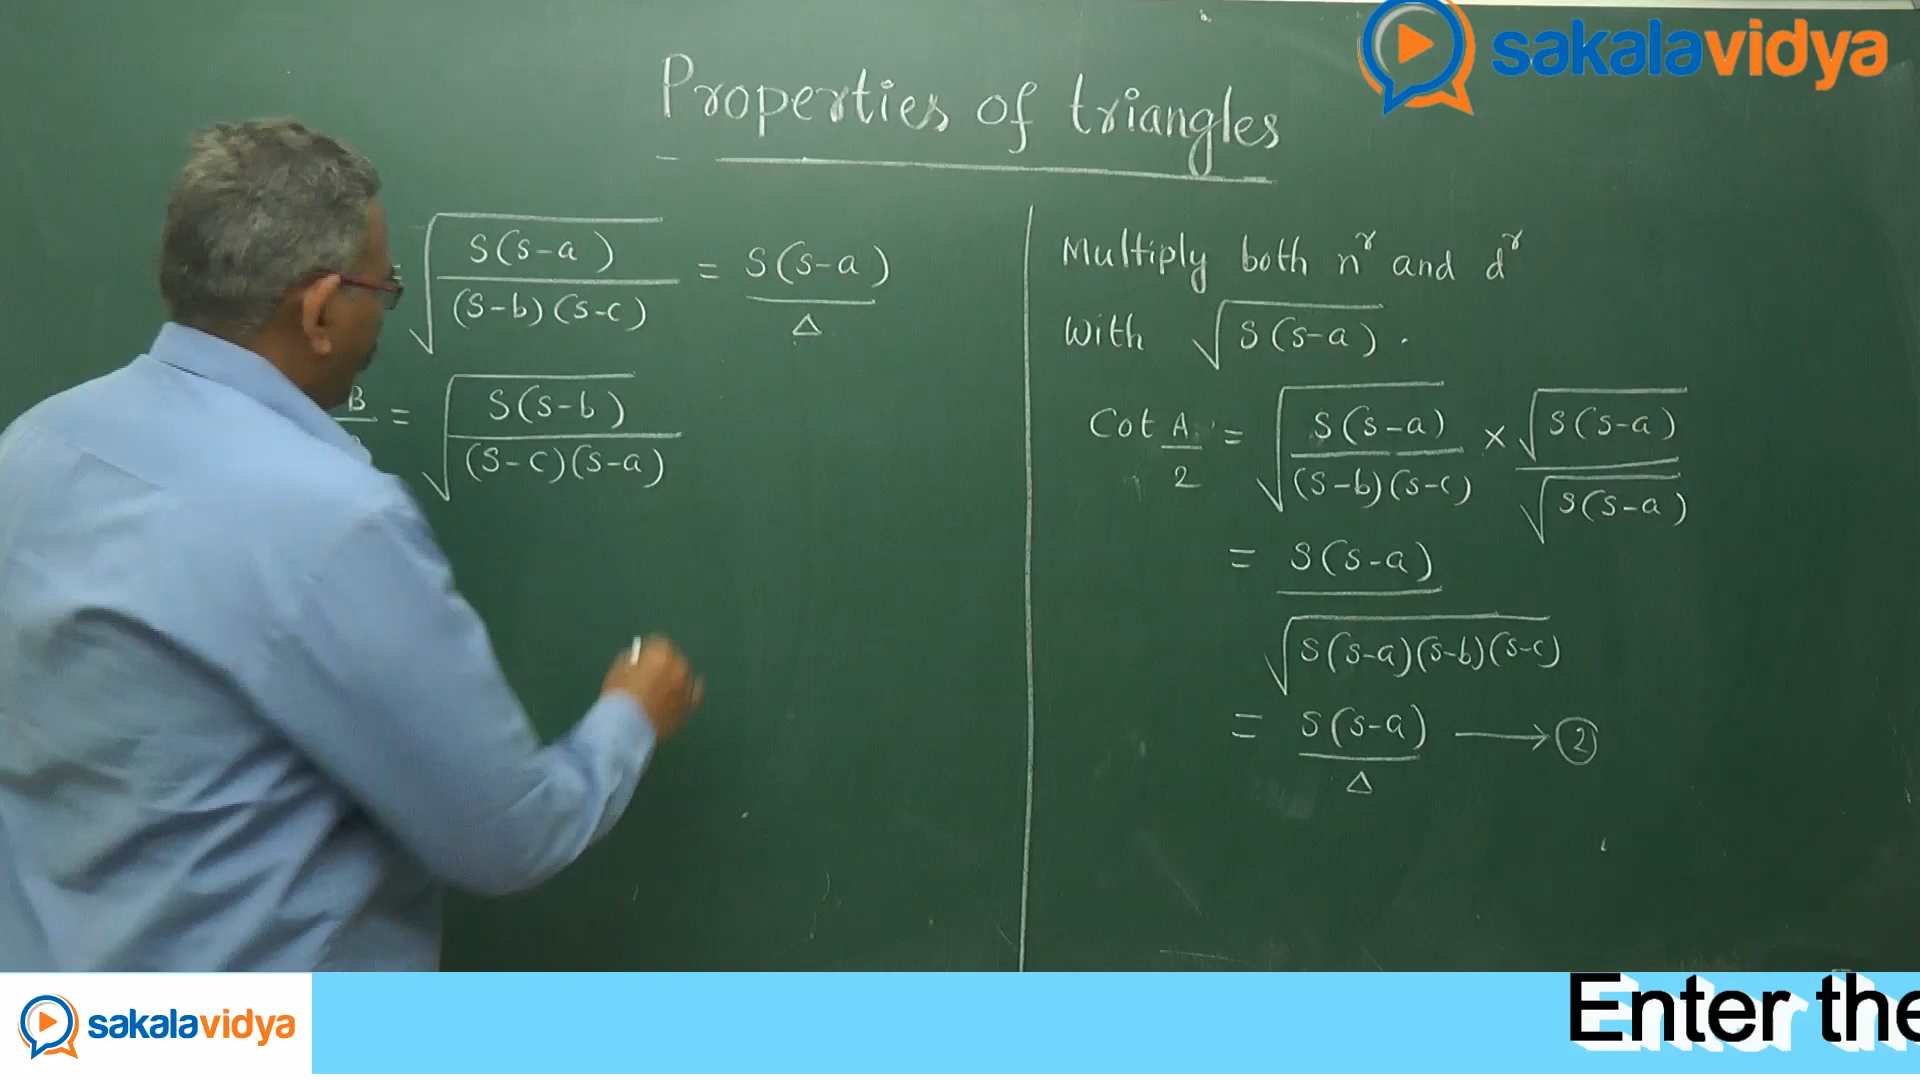 sakalavidya
Properties of triangles
= √(S(s-a) / (s-b)(s-c)) = S(s-a) / Δ
B = √(S(s-b) / (s-c)(s-a))
Multiply both nʳ and dʳ
with √S(s-a) .
Cot A/2 = √(S(s-a) / (s-b)(s-c)) × √S(s-a) / √S(s-a)
= S(s-a)
√S(s-a)(s-b)(s-c)
= S(s-a) / Δ ⟶ ②
sakalavidya
Enter the